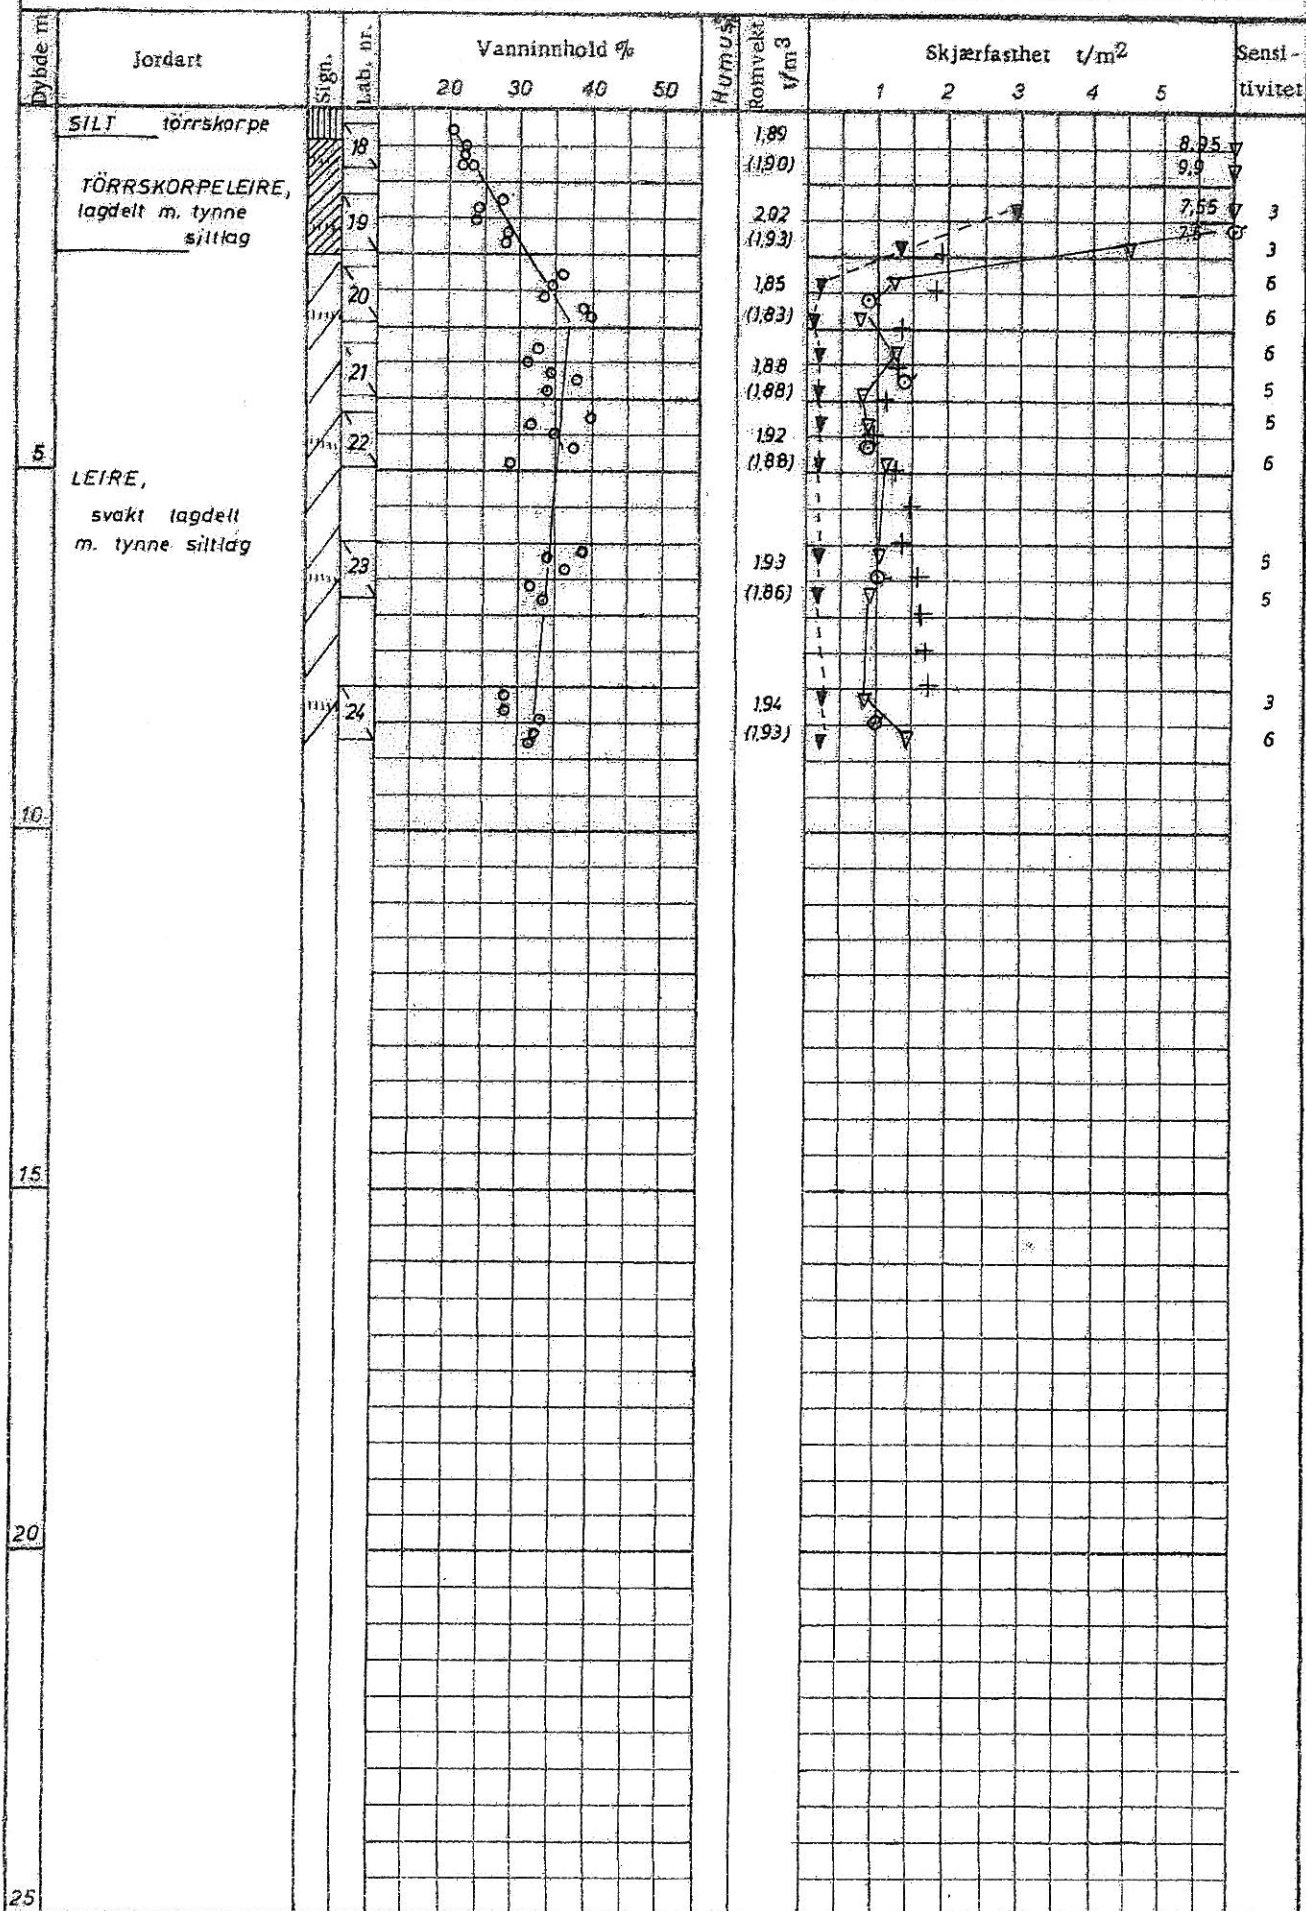 Dybde m
Jordart
Sign.
Lab. nr.
Vanninnhold %
20 30 40 50
Humus
Romvekt t/m³
Skjærfasthet t/m²
1 2 3 4 5
Sensi-
tivitet
SILT törrskorpe
TÖRRSKORPELEIRE,
lagdelt m. tynne
siltlag
LEIRE,
svakt lagdelt
m. tynne siltlag
5
10
15
20
25
18
19
20
21
22
23
24
1,89
(1,90)
2,02
(1,93)
1,85
(1,83)
1,88
(1,88)
1,92
(1,88)
1,93
(1,86)
1,94
(1,93)
8,95
9,9
7,55
7,5
3
3
6
6
6
5
5
6
5
3
6